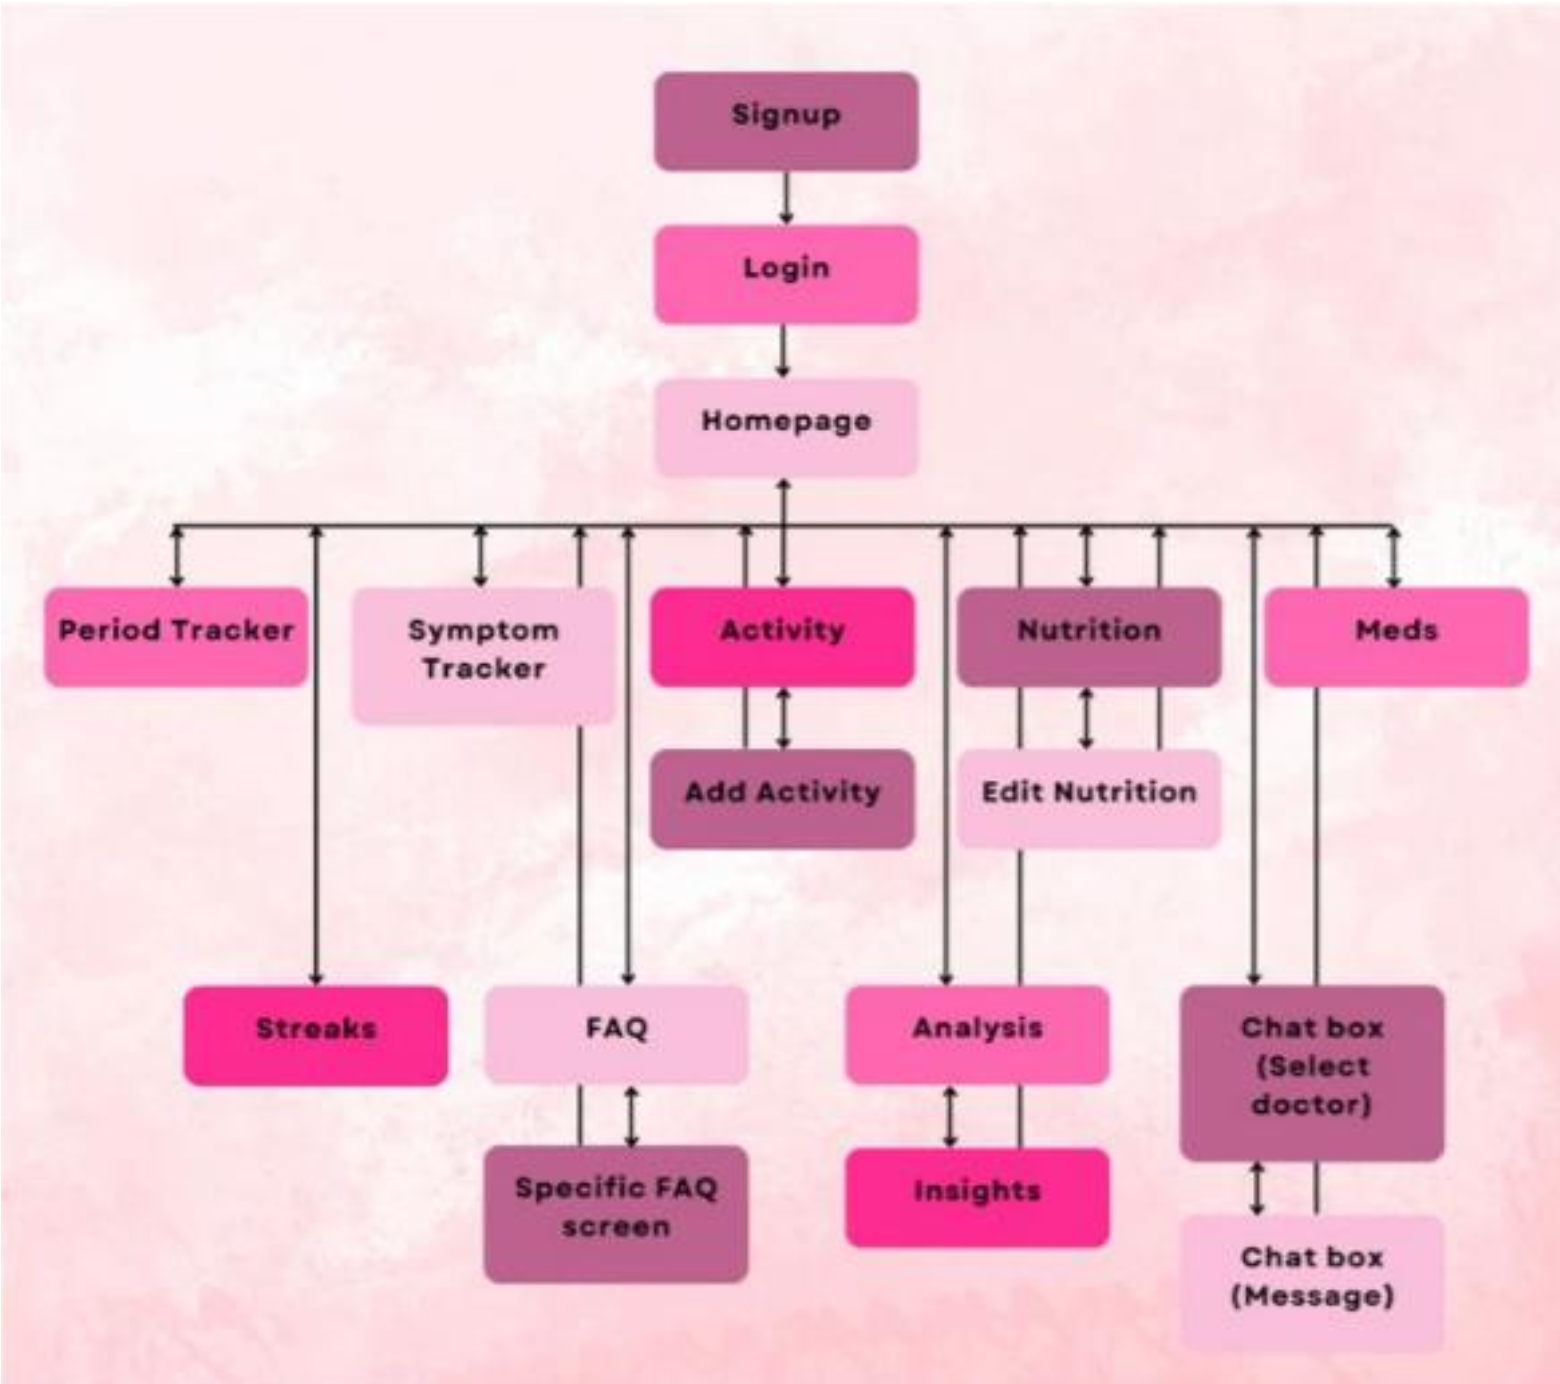 Signup
Login
Homepage
Period Tracker
Symptom
Tracker
Activity
Nutrition
Meds
Add Activity
Edit Nutrition
Streaks
FAQ
Analysis
Chat box
(Select
doctor)
Specific FAQ
screen
Insights
Chat box
(Message)